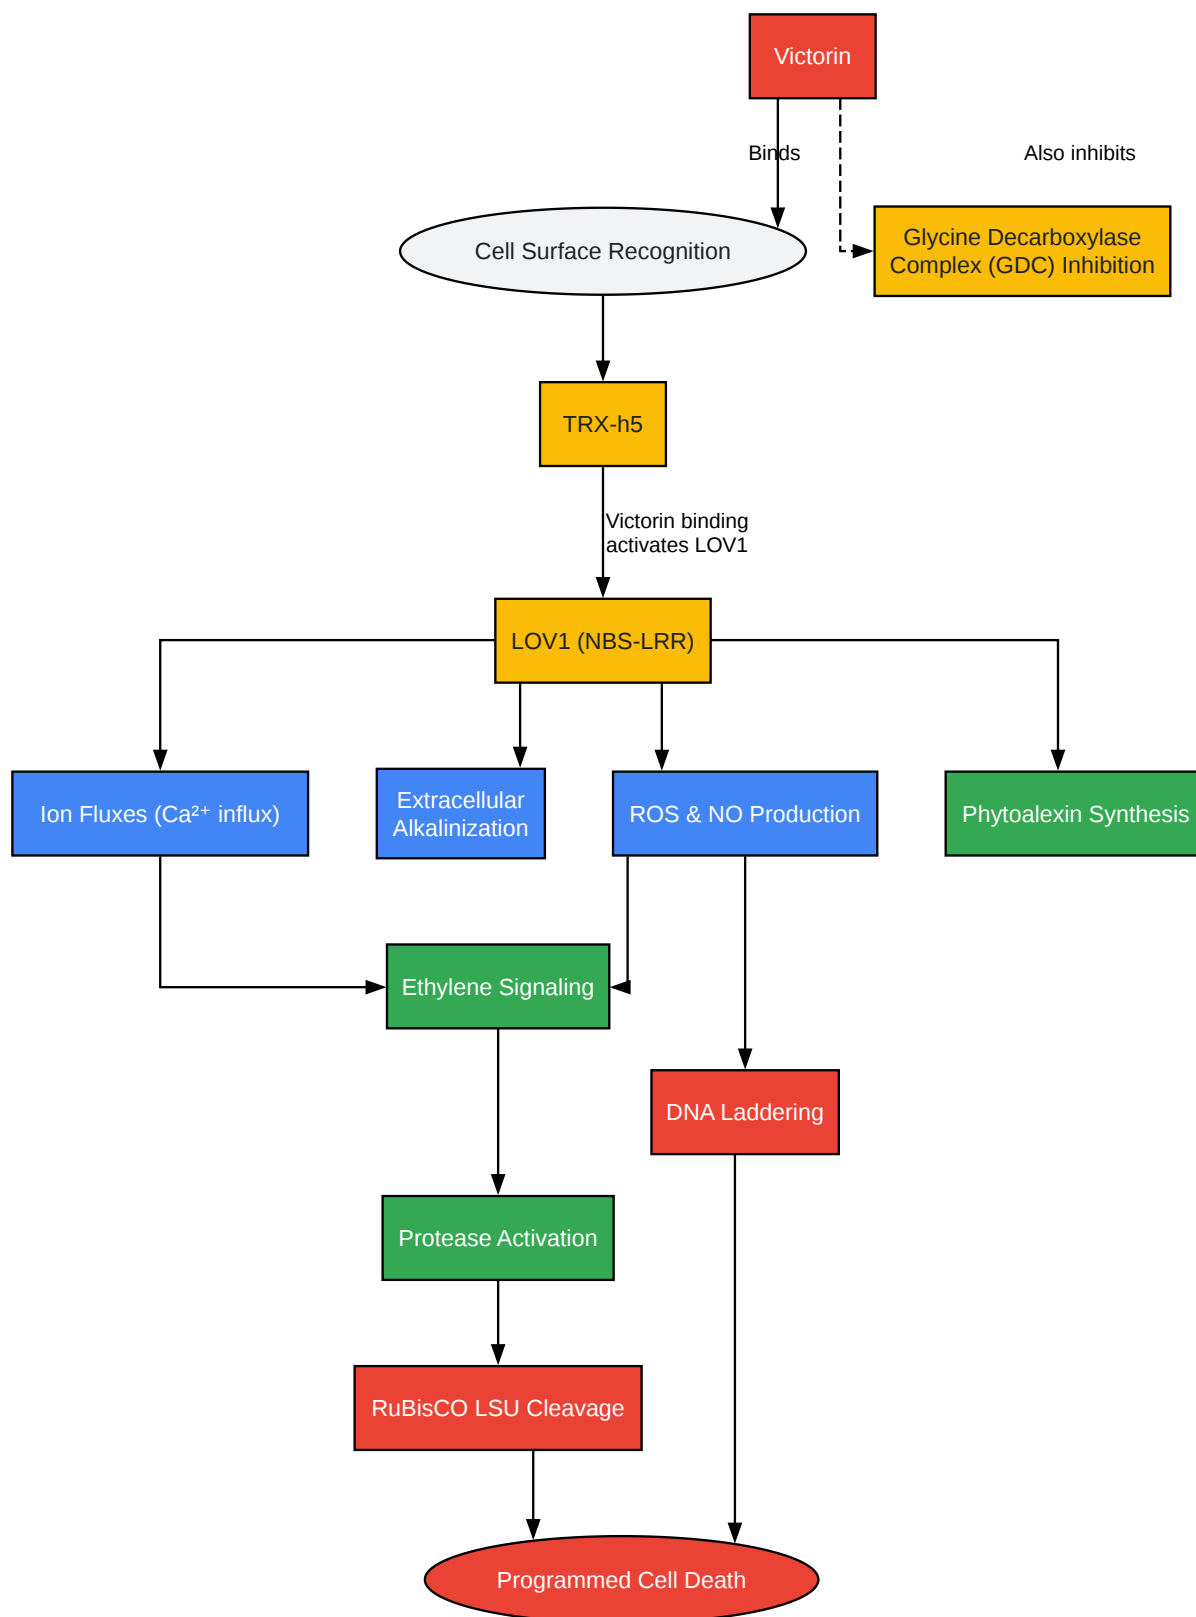 Victorin
Binds
Also inhibits
Cell Surface Recognition
Glycine Decarboxylase
Complex (GDC) Inhibition
TRX-h5
Victorin binding
activates LOV1
LOV1 (NBS-LRR)
Ion Fluxes (Ca²⁺ influx)
Extracellular
Alkalinization
ROS & NO Production
Phytoalexin Synthesis
Ethylene Signaling
DNA Laddering
Protease Activation
RuBisCO LSU Cleavage
Programmed Cell Death